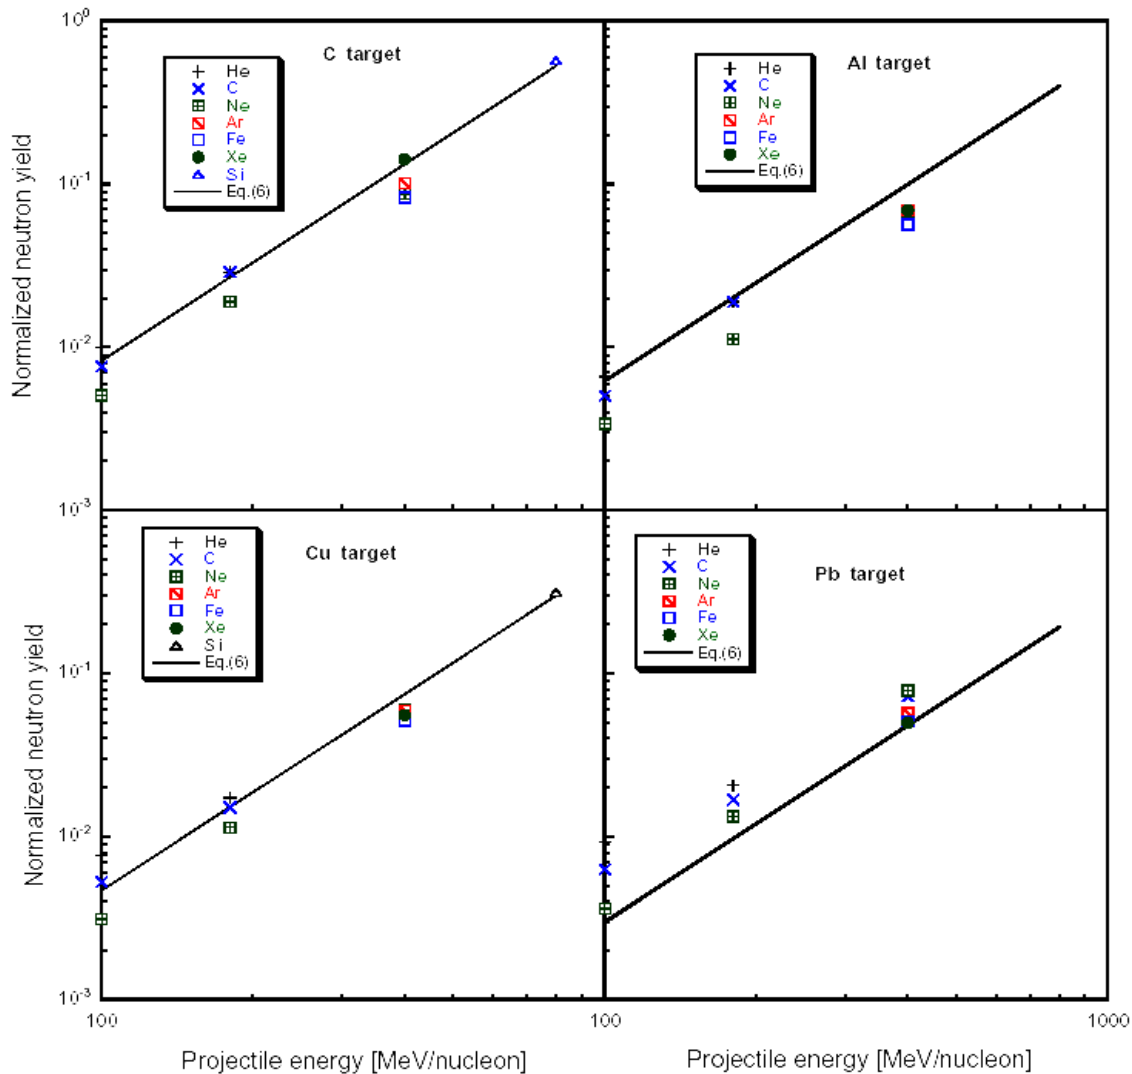 10^0
C target
He
C
Ne
Ar
Fe
Xe
Si
Eq.(6)
Al target
He
C
Ne
Ar
Fe
Xe
Eq.(6)
10^-1
10^-2
10^-3
Normalized neutron yield
Cu target
He
C
Ne
Ar
Fe
Xe
Si
Eq.(6)
Pb target
He
C
Ne
Ar
Fe
Xe
Eq.(6)
10^-1
10^-2
10^-3
Normalized neutron yield
100
100
1000
Projectile energy [MeV/nucleon]
Projectile energy [MeV/nucleon]